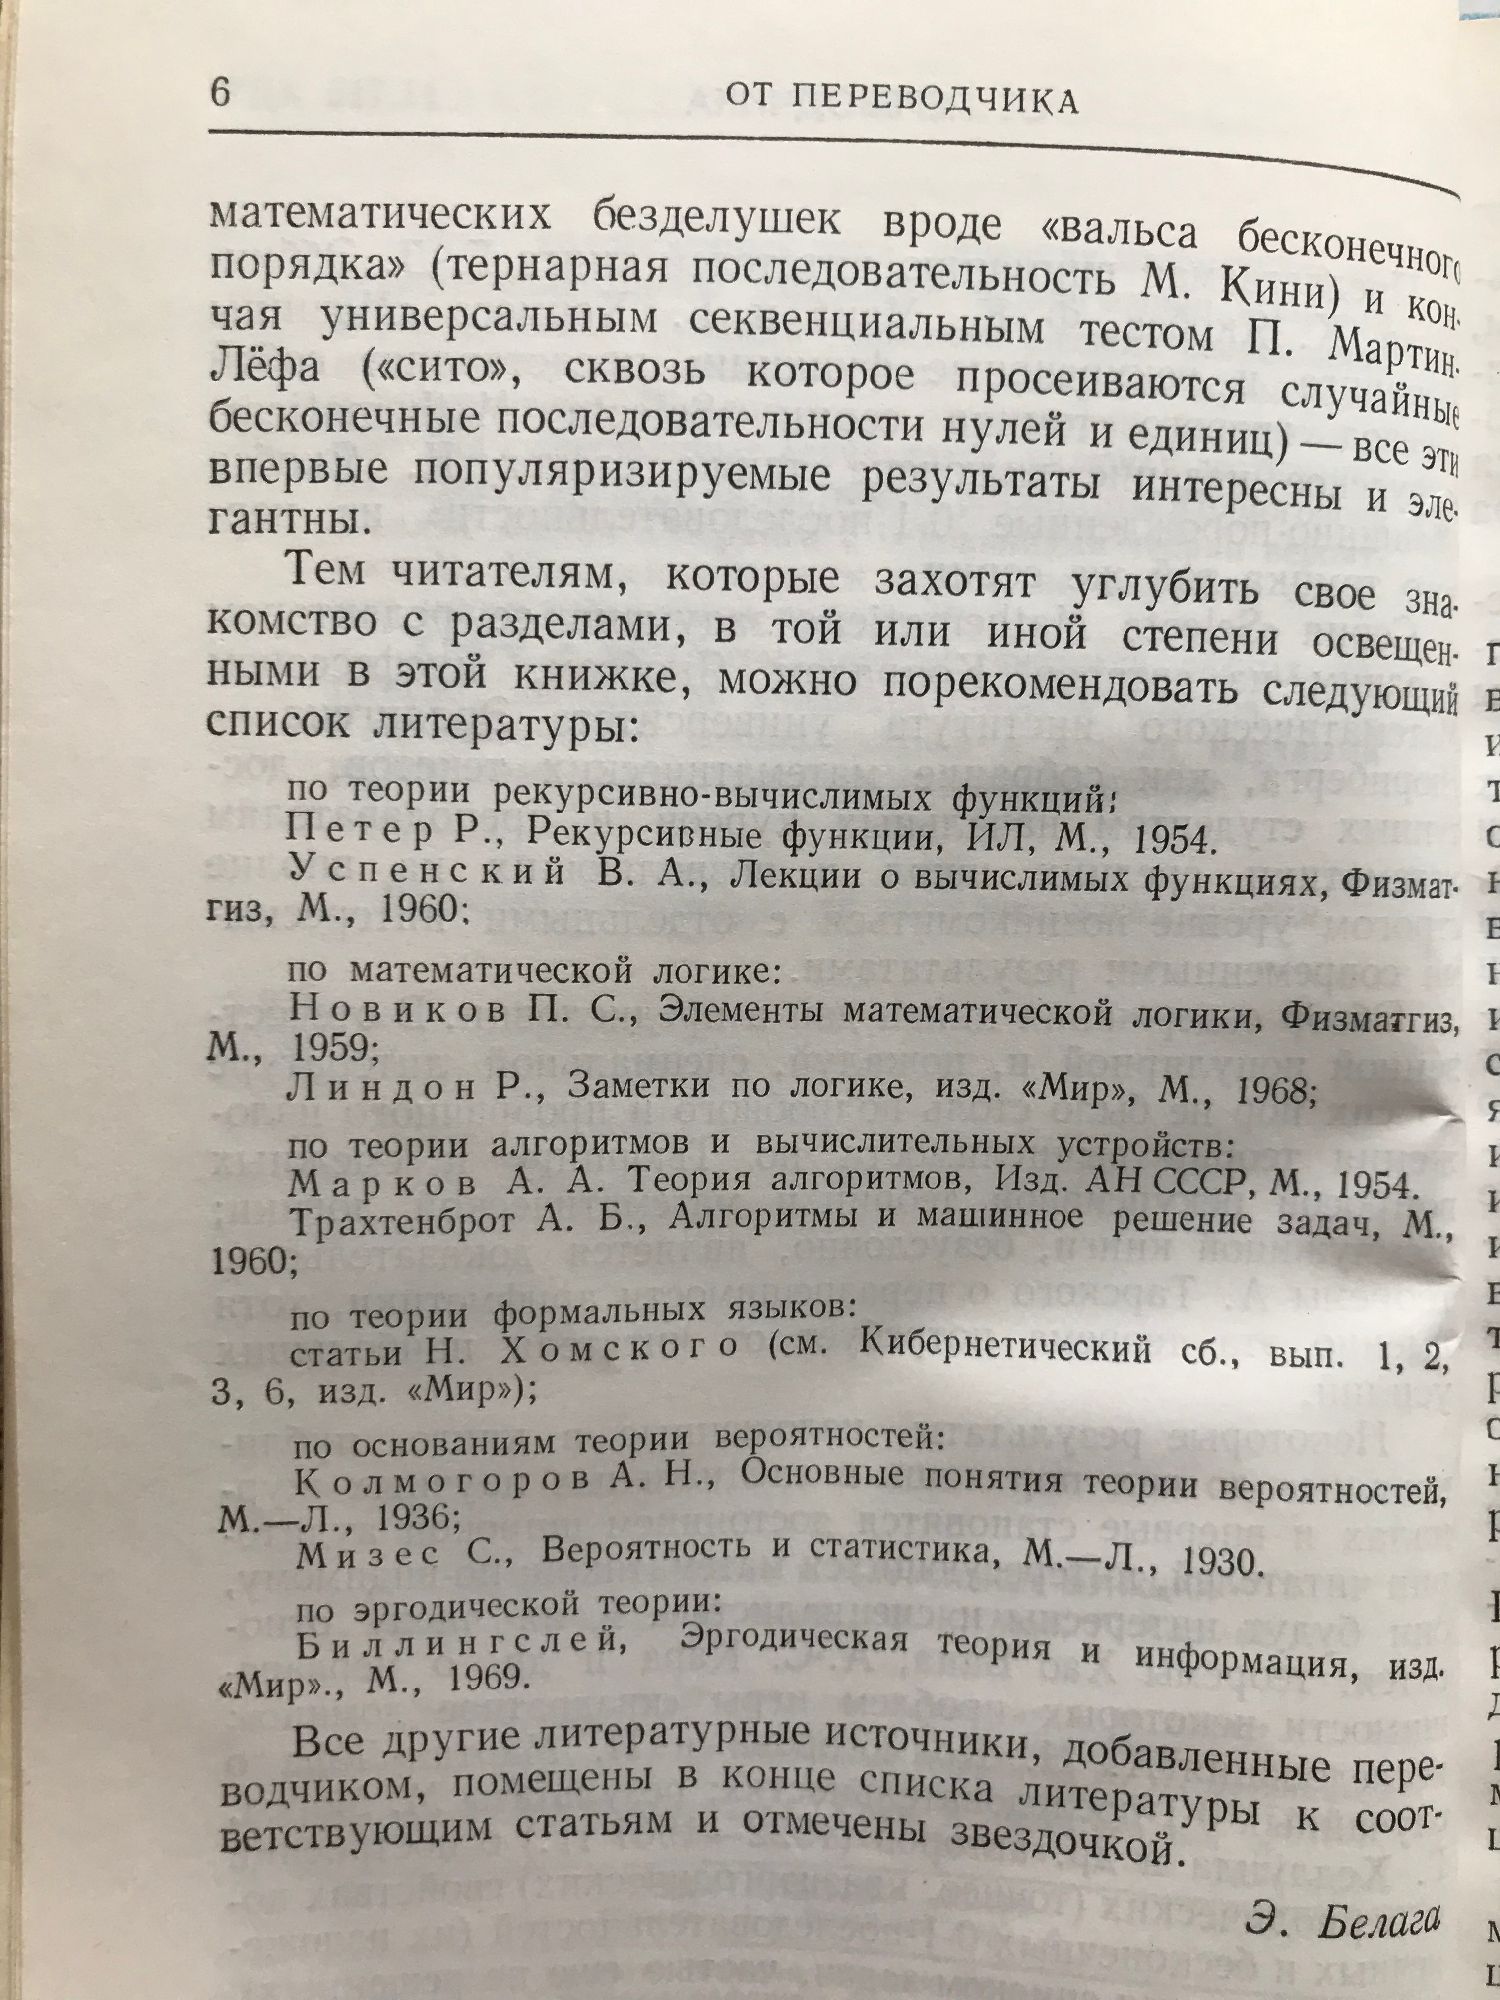 6 ОТ ПЕРЕВОДЧИКА
математических безделушек вроде «вальса бесконечного
порядка» (тернарная последовательность М. Кини) и кон-
чая универсальным секвенциальным тестом П. Мартин-
Лёфа («сито», сквозь которое просеиваются случайные
бесконечные последовательности нулей и единиц) — все эти
впервые популяризируемые результаты интересны и эле-
гантны.
Тем читателям, которые захотят углубить свое зна-
комство с разделами, в той или иной степени освещен-
ными в этой книжке, можно порекомендовать следующий
список литературы:
по теории рекурсивно-вычислимых функций:
Петер Р., Рекурсивные функции, ИЛ, М., 1954.
Успенский В. А., Лекции о вычислимых функциях, Физмат-
гиз, М., 1960;
по математической логике:
Новиков П. С., Элементы математической логики, Физматгиз,
М., 1959;
Линдон Р., Заметки по логике, изд. «Мир», М., 1968;
по теории алгоритмов и вычислительных устройств:
Марков А. А. Теория алгоритмов, Изд. АН СССР, М., 1954.
Трахтенброт А. Б., Алгоритмы и машинное решение задач, М.,
1960;
по теории формальных языков:
статьи Н. Хомского (см. Кибернетический сб., вып. 1, 2,
3, 6, изд. «Мир»);
по основаниям теории вероятностей:
Колмогоров А. Н., Основные понятия теории вероятностей,
М.—Л., 1936;
Мизес С., Вероятность и статистика, М.—Л., 1930.
по эргодической теории:
Биллингслей, Эргодическая теория и информация, изд.
«Мир»., М., 1969.
Все другие литературные источники, добавленные пере-
водчиком, помещены в конце списка литературы к соот-
ветствующим статьям и отмечены звездочкой.
Э. Белага